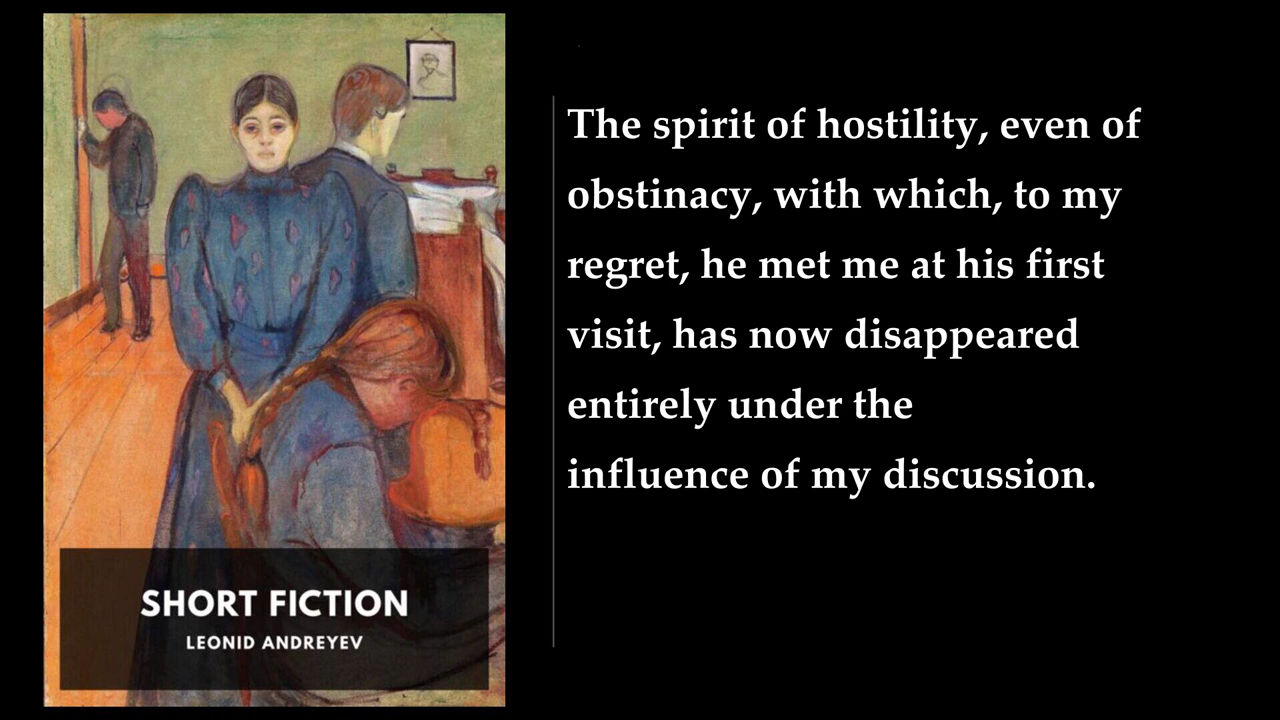 The spirit of hostility, even of
obstinacy, with which, to my
regret, he met me at his first
visit, has now disappeared
entirely under the
influence of my discussion.
SHORT FICTION
LEONID ANDREYEV